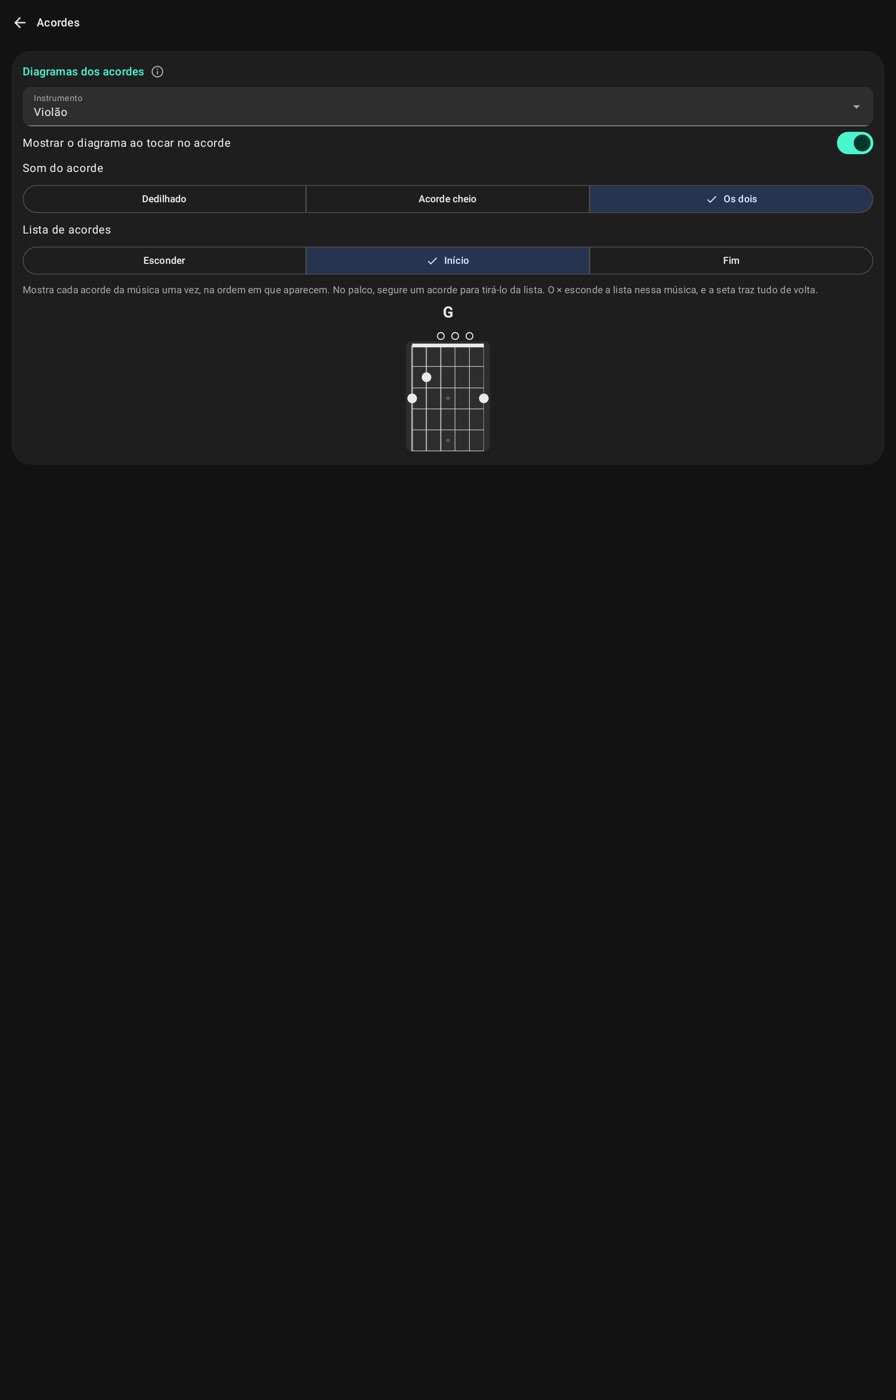 Acordes
Diagramas dos acordes
Instrumento
Violão
Mostrar o diagrama ao tocar no acorde
Som do acorde
Dedilhado
Acorde cheio
Os dois
Lista de acordes
Esconder
Início
Fim
Mostra cada acorde da música uma vez, na ordem em que aparecem. No palco, segure um acorde para tirá-lo da lista. O × esconde a lista nessa música, e a seta traz tudo de volta.
G